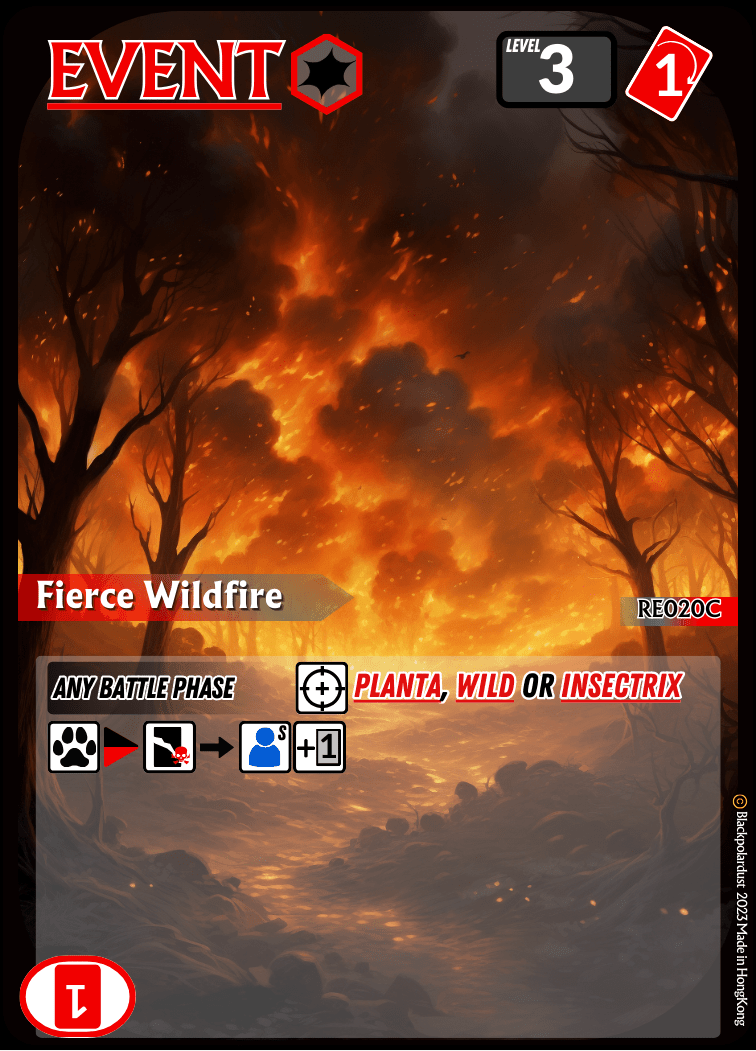 EVENT
LEVEL 3
1
Fierce Wildfire
RE020C
ANY BATTLE PHASE
PLANTA, WILD OR INSECTRIX
S
+1
1
© Blackpolardust 2023 Made in HongKong